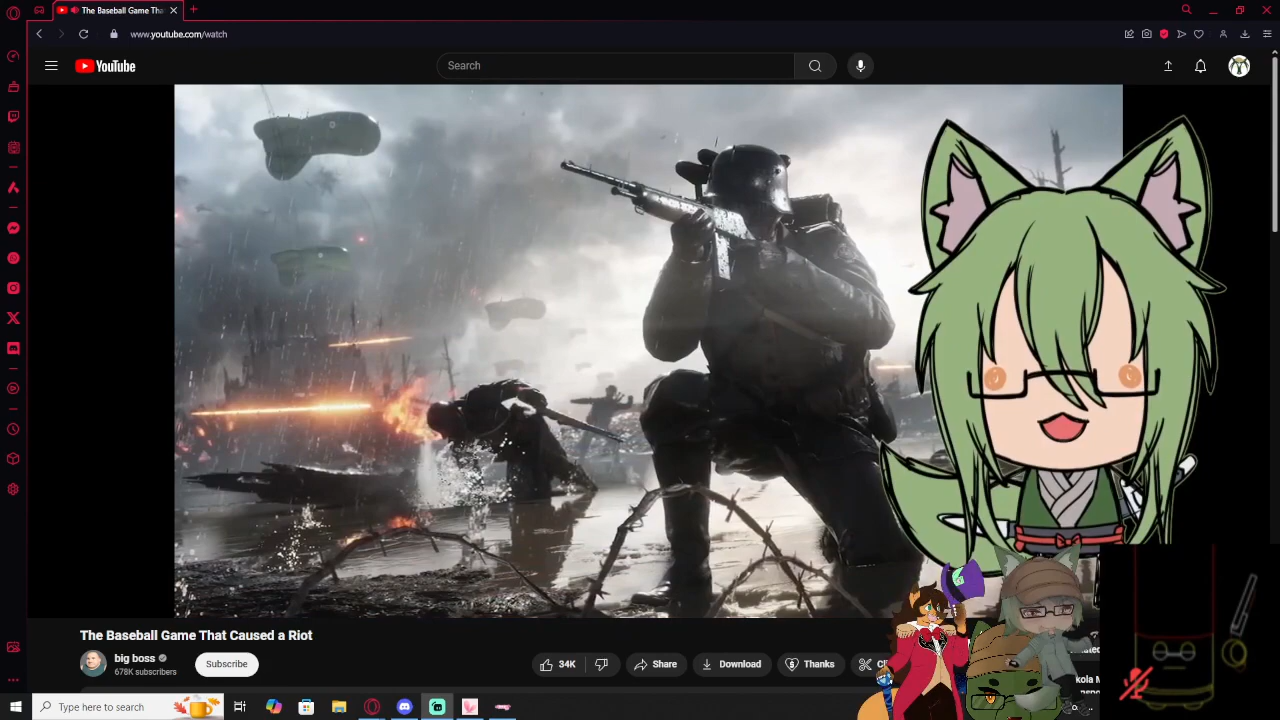 The Baseball Game Tha
www.youtube.com/watch
YouTube
Search
The Baseball Game That Caused a Riot
big boss
678K subscribers
Subscribe
34K
Share
Download
Thanks
Type here to search